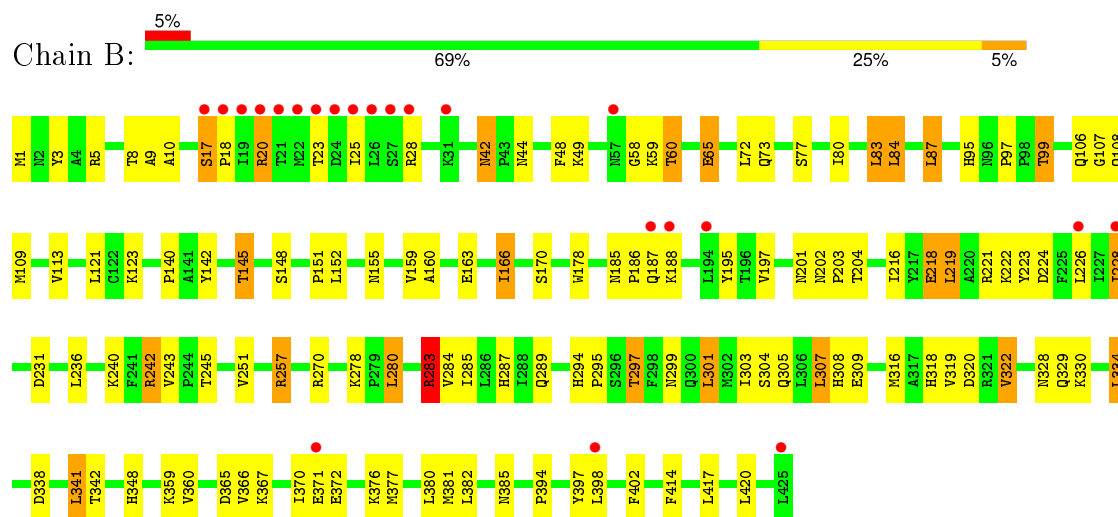 5%
Chain B:
69% 25% 5%
M1 N2 Y3 A4 R5 T8 A9 A10 S17 P18 I19 R20 T21 M22 T23 D24 I25 L26 S27 R28 K31 N42 P43 N44 F48 K49 N57 G58 K59 T60 E65 L72 Q73 S77 I80 L83 L84 L87 H95 N96 P97 P98 T99 Q106 G107
M109 V113 L121 C122 K123 P140 A141 Y142 T145 S148 P151 L152 N155 V159 A160 E163 I166 S170 W178 N185 P186 Q187 K188 L194 Y195 T196 V197 N201 N202 P203 T204 I216 Y217 E218 L219 A220 R221 K222 Y223 D224 F225 L226 I227
D231 L236 K240 F241 R242 V243 P244 T245 V251 R257 R270 K278 P279 L280 R283 V284 I285 L286 H287 I288 Q289 H294 P295 S296 T297 F298 N299 Q300 L301 M302 I303 S304 Q305 L306 L307 H308 E309 M316 A317 H318 V319 D320 R321 V322 N328 Q329 K330
D338 L341 T342 H348 K359 V360 D365 V366 K367 I370 E371 E372 K376 M377 L380 M381 L382 N385 P394 Y397 L398 F402 F414 L417 L420 L425